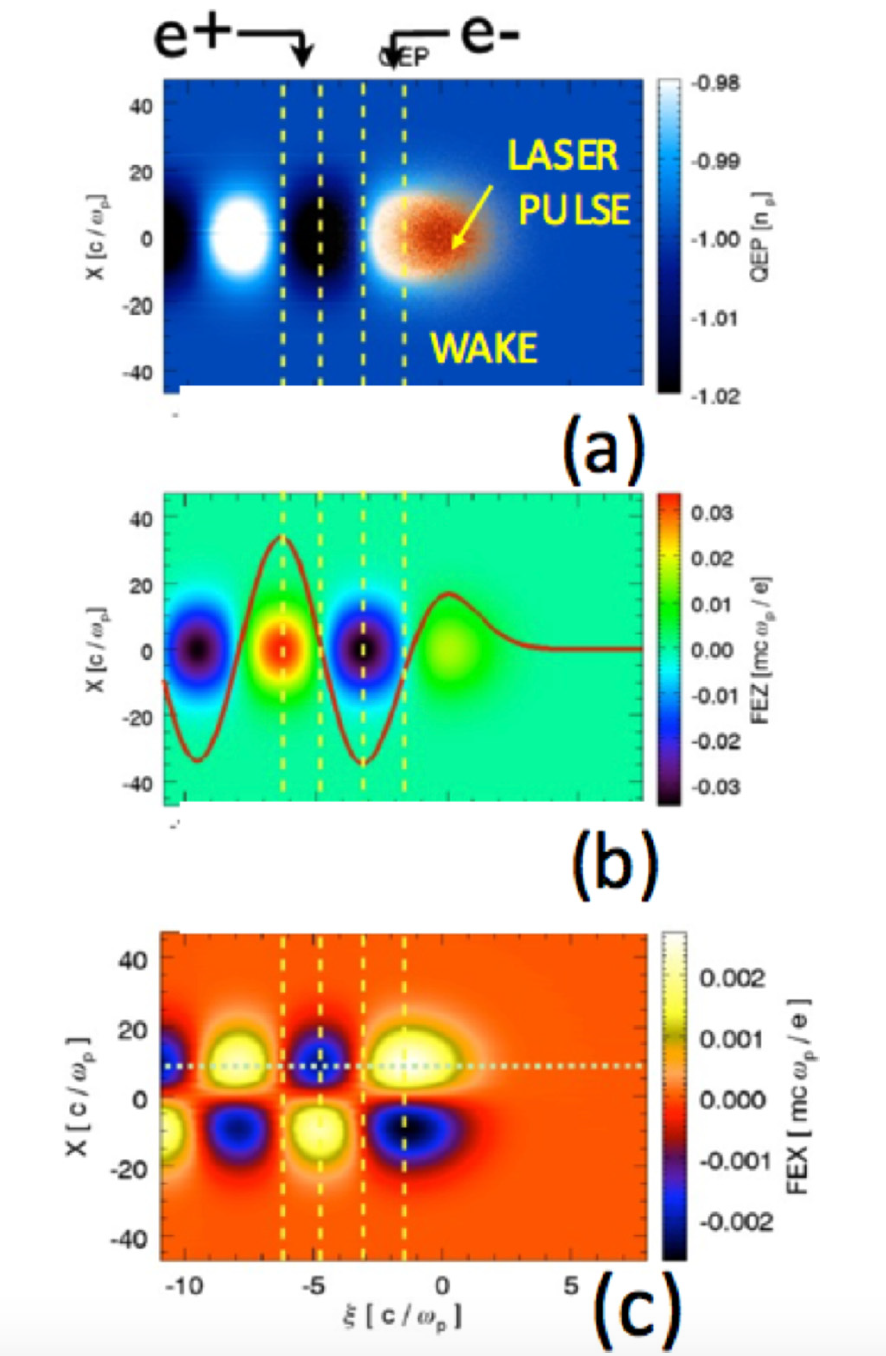 e+ e-
QEP
40
20
0
-20
-40
X [c/ωp]
LASER
PULSE
WAKE
-0.98
-0.99
-1.00
-1.01
-1.02
QEP [np]
(a)
40
20
0
-20
-40
X [c/ωp]
0.03
0.02
0.01
0.00
-0.01
-0.02
-0.03
FEZ [mc ωp / e]
(b)
40
20
0
-20
-40
X [ c / ωp ]
0.002
0.001
0.000
-0.001
-0.002
FEX [ mc ωp / e ]
-10 -5 0 5
ξ [ c / ωp ]
(c)